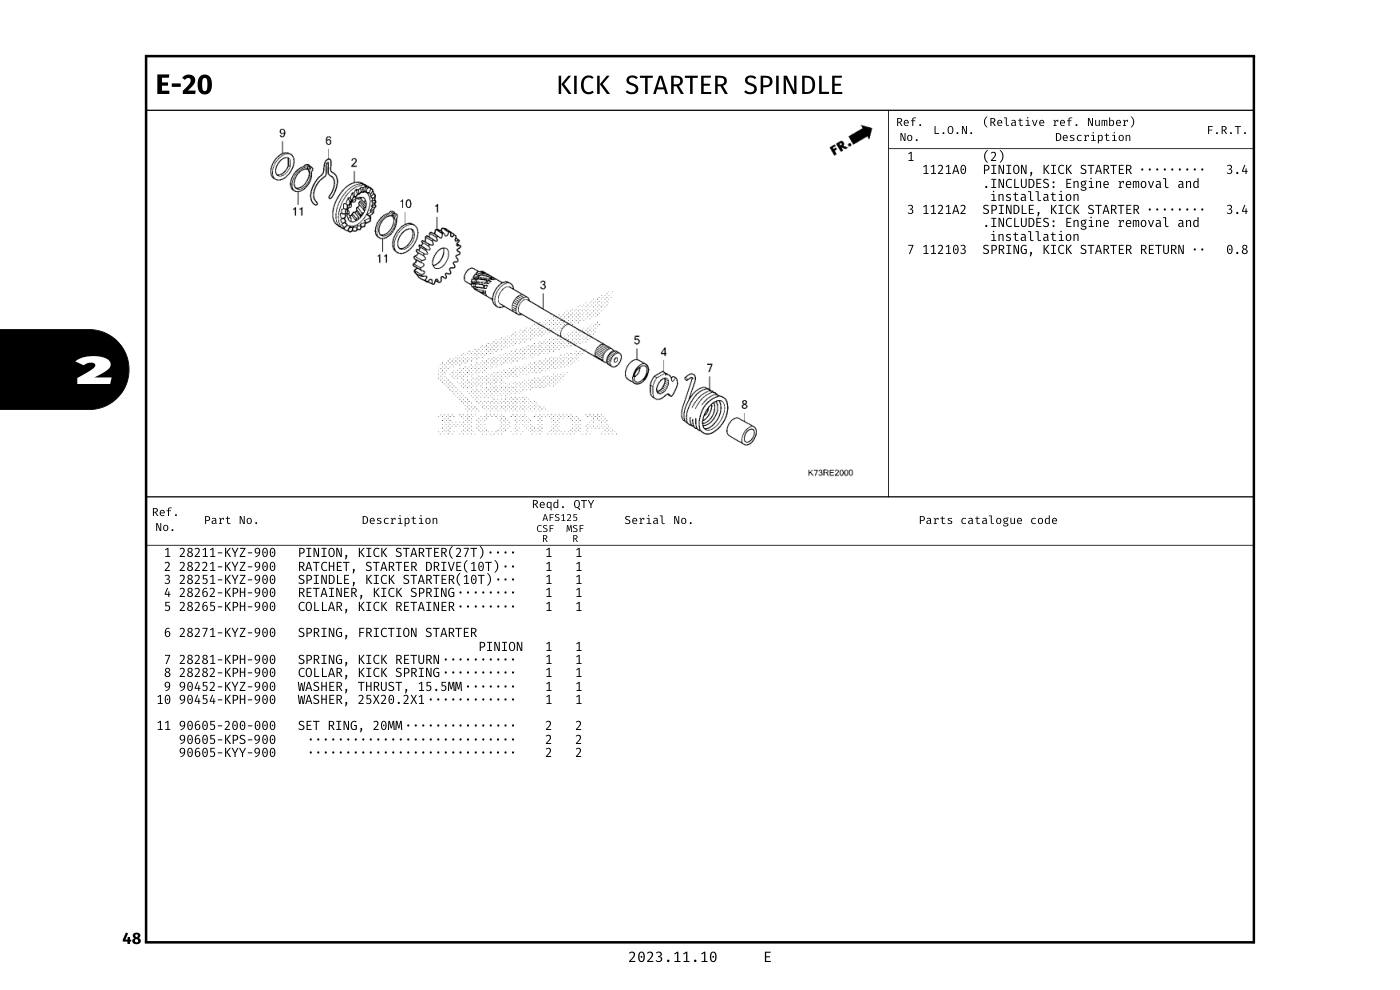 E-20
KICK STARTER SPINDLE
9
6
2
11
10
1
11
3
5
4
7
8
FR.
HONDA
K73RE2000
Ref. No. L.O.N. (Relative ref. Number) Description F.R.T.
1 (2)
1121A0 PINION, KICK STARTER ········· 3.4
.INCLUDES: Engine removal and
installation
3 1121A2 SPINDLE, KICK STARTER ········ 3.4
.INCLUDES: Engine removal and
installation
7 112103 SPRING, KICK STARTER RETURN ·· 0.8
2
Reqd. QTY
Ref. No. Part No. Description AFS125 Serial No. Parts catalogue code
CSF MSF
R R
1 28211-KYZ-900 PINION, KICK STARTER(27T)···· 1 1
2 28221-KYZ-900 RATCHET, STARTER DRIVE(10T)·· 1 1
3 28251-KYZ-900 SPINDLE, KICK STARTER(10T)··· 1 1
4 28262-KPH-900 RETAINER, KICK SPRING········ 1 1
5 28265-KPH-900 COLLAR, KICK RETAINER········ 1 1
6 28271-KYZ-900 SPRING, FRICTION STARTER
PINION 1 1
7 28281-KPH-900 SPRING, KICK RETURN·········· 1 1
8 28282-KPH-900 COLLAR, KICK SPRING·········· 1 1
9 90452-KYZ-900 WASHER, THRUST, 15.5MM······· 1 1
10 90454-KPH-900 WASHER, 25X20.2X1············ 1 1
11 90605-200-000 SET RING, 20MM··············· 2 2
90605-KPS-900 ···························· 2 2
90605-KYY-900 ···························· 2 2
48
2023.11.10 E